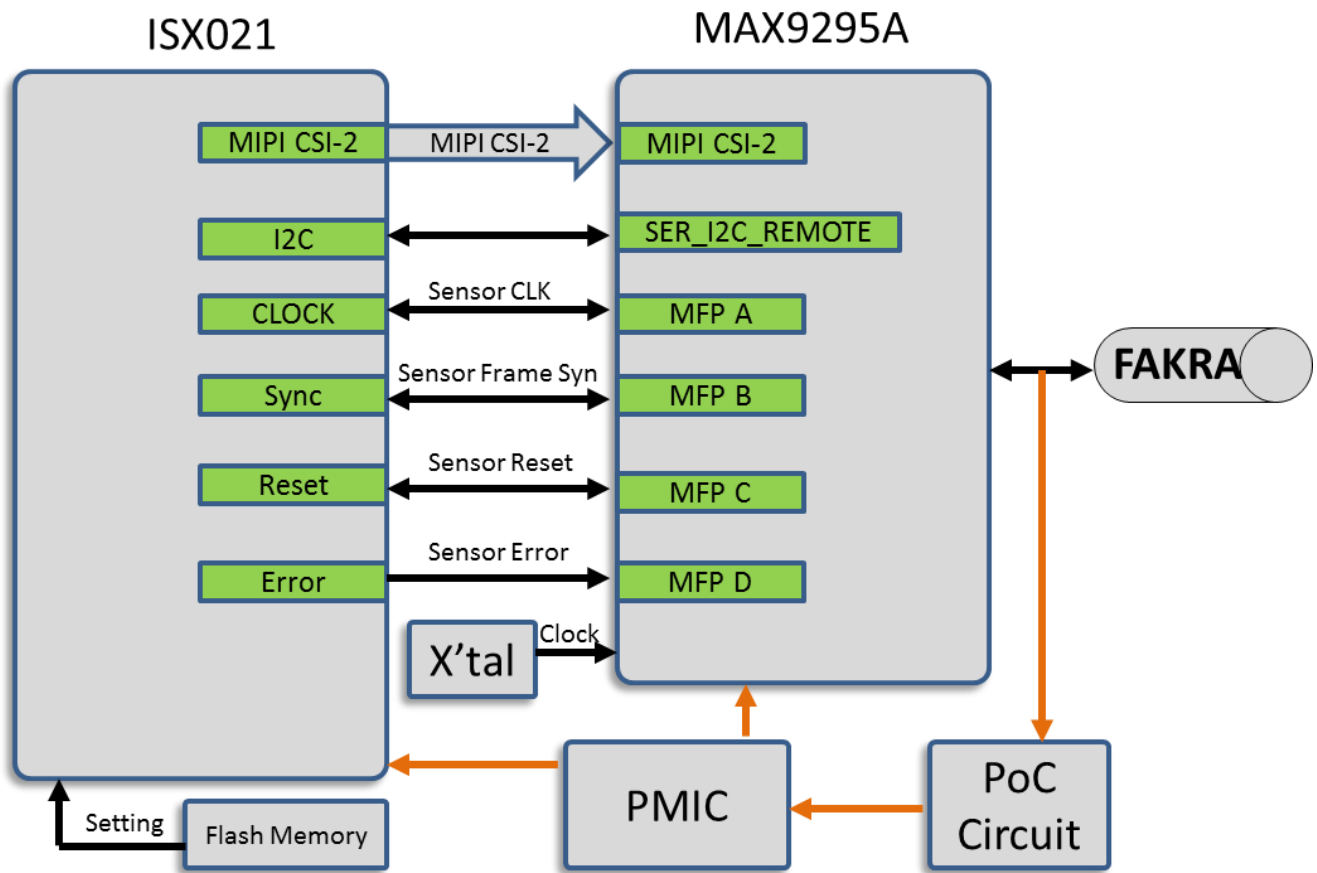 ISX021
MAX9295A
MIPI CSI-2
MIPI CSI-2
MIPI CSI-2
I2C
SER_I2C_REMOTE
CLOCK
Sensor CLK
MFP A
Sync
Sensor Frame Syn
MFP B
FAKRA
Reset
Sensor Reset
MFP C
Error
Sensor Error
MFP D
X'tal
Clock
PMIC
PoC
Circuit
Setting
Flash Memory